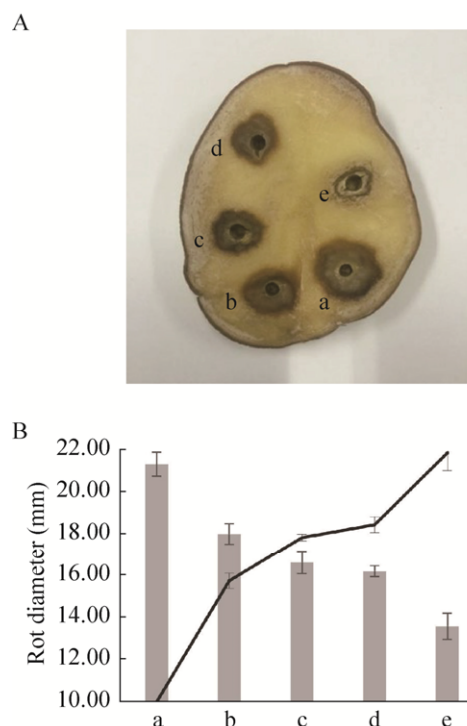 A
d
e
c
b
a
B
22.00
20.00
18.00
16.00
14.00
12.00
10.00
Rot diameter (mm)
a b c d e